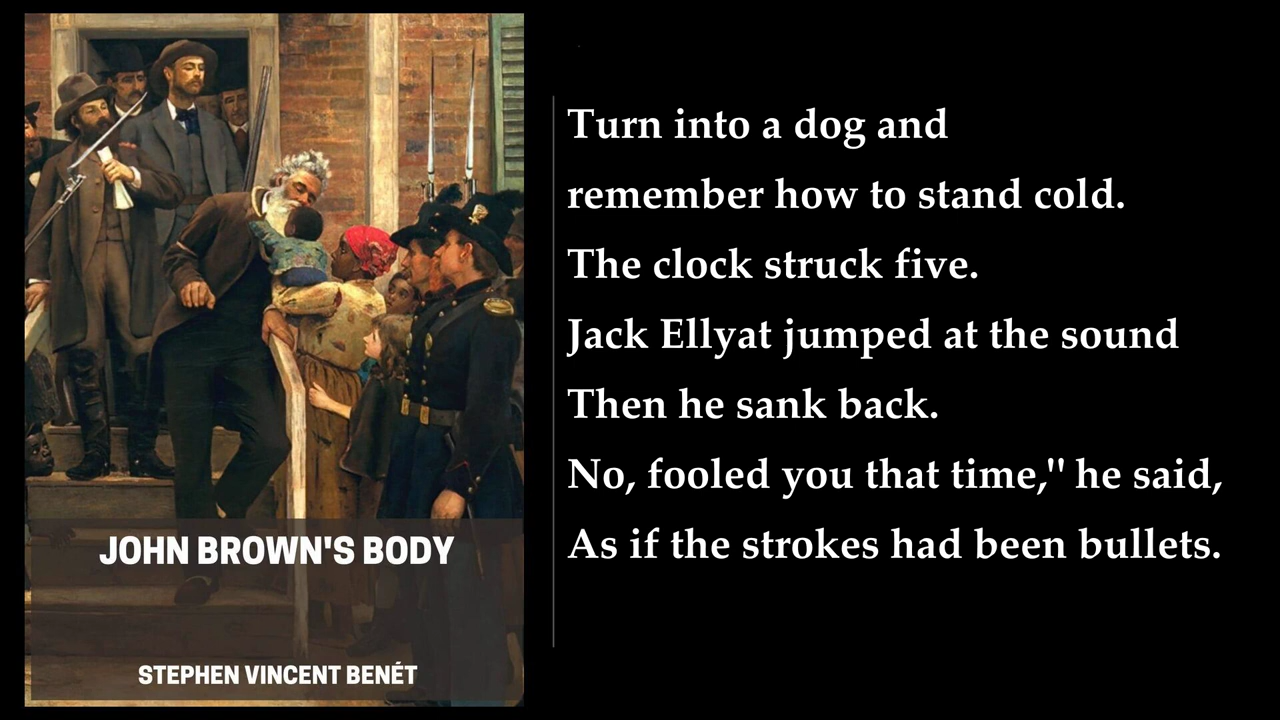 JOHN BROWN'S BODY
STEPHEN VINCENT BENÉT
Turn into a dog and
remember how to stand cold.
The clock struck five.
Jack Ellyat jumped at the sound
Then he sank back.
No, fooled you that time," he said,
As if the strokes had been bullets.